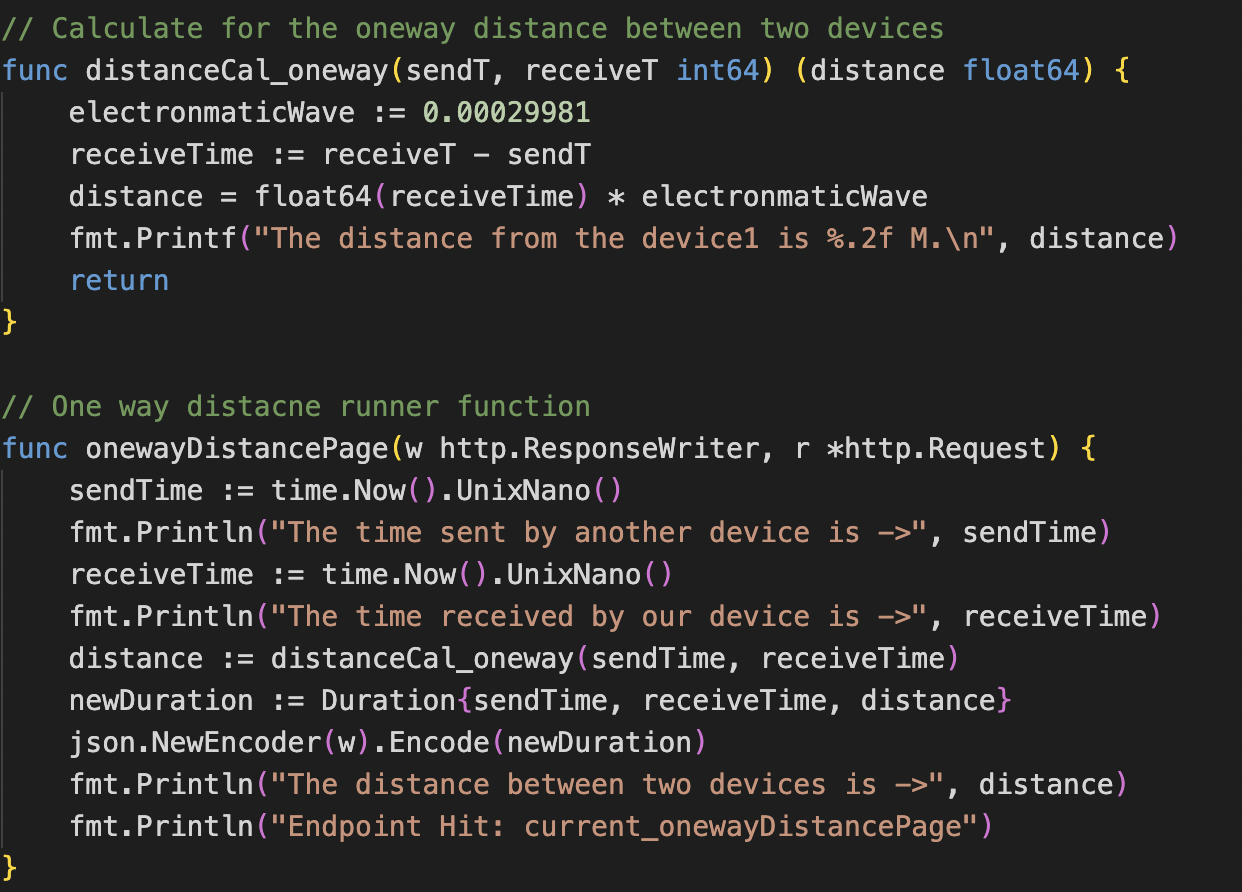 // Calculate for the oneway distance between two devices
func distanceCal_oneway(sendT, receiveT int64) (distance float64) {
    electronmaticWave := 0.00029981
    receiveTime := receiveT - sendT
    distance = float64(receiveTime) * electronmaticWave
    fmt.Printf("The distance from the device1 is %.2f M.\n", distance)
    return
}

// One way distacne runner function
func onewayDistancePage(w http.ResponseWriter, r *http.Request) {
    sendTime := time.Now().UnixNano()
    fmt.Println("The time sent by another device is ->", sendTime)
    receiveTime := time.Now().UnixNano()
    fmt.Println("The time received by our device is ->", receiveTime)
    distance := distanceCal_oneway(sendTime, receiveTime)
    newDuration := Duration{sendTime, receiveTime, distance}
    json.NewEncoder(w).Encode(newDuration)
    fmt.Println("The distance between two devices is ->", distance)
    fmt.Println("Endpoint Hit: current_onewayDistancePage")
}